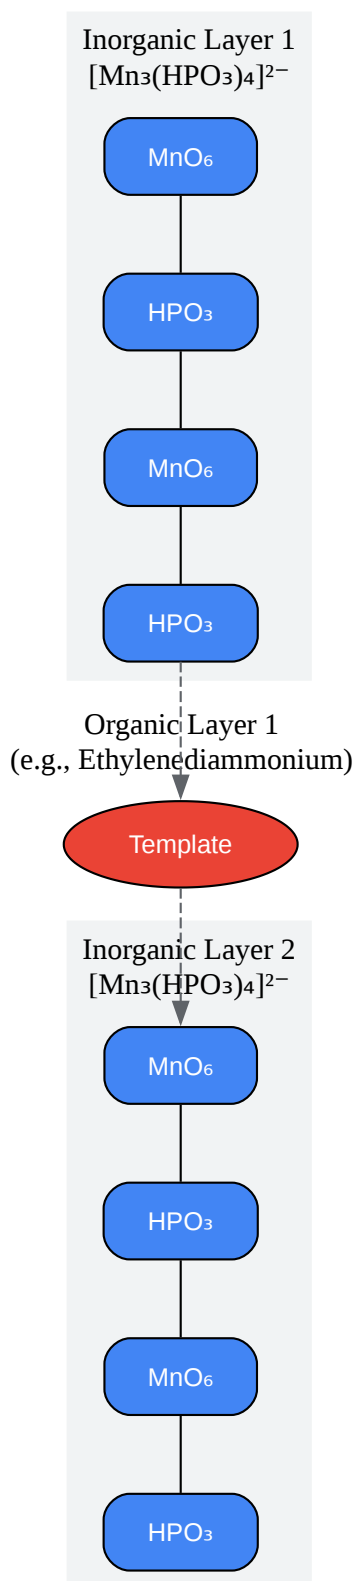 Inorganic Layer 1
[Mn₃(HPO₃)₄]²⁻
MnO₆
HPO₃
MnO₆
HPO₃
Organic Layer 1
(e.g., Ethylenediammonium)
Template
Inorganic Layer 2
[Mn₃(HPO₃)₄]²⁻
MnO₆
HPO₃
MnO₆
HPO₃